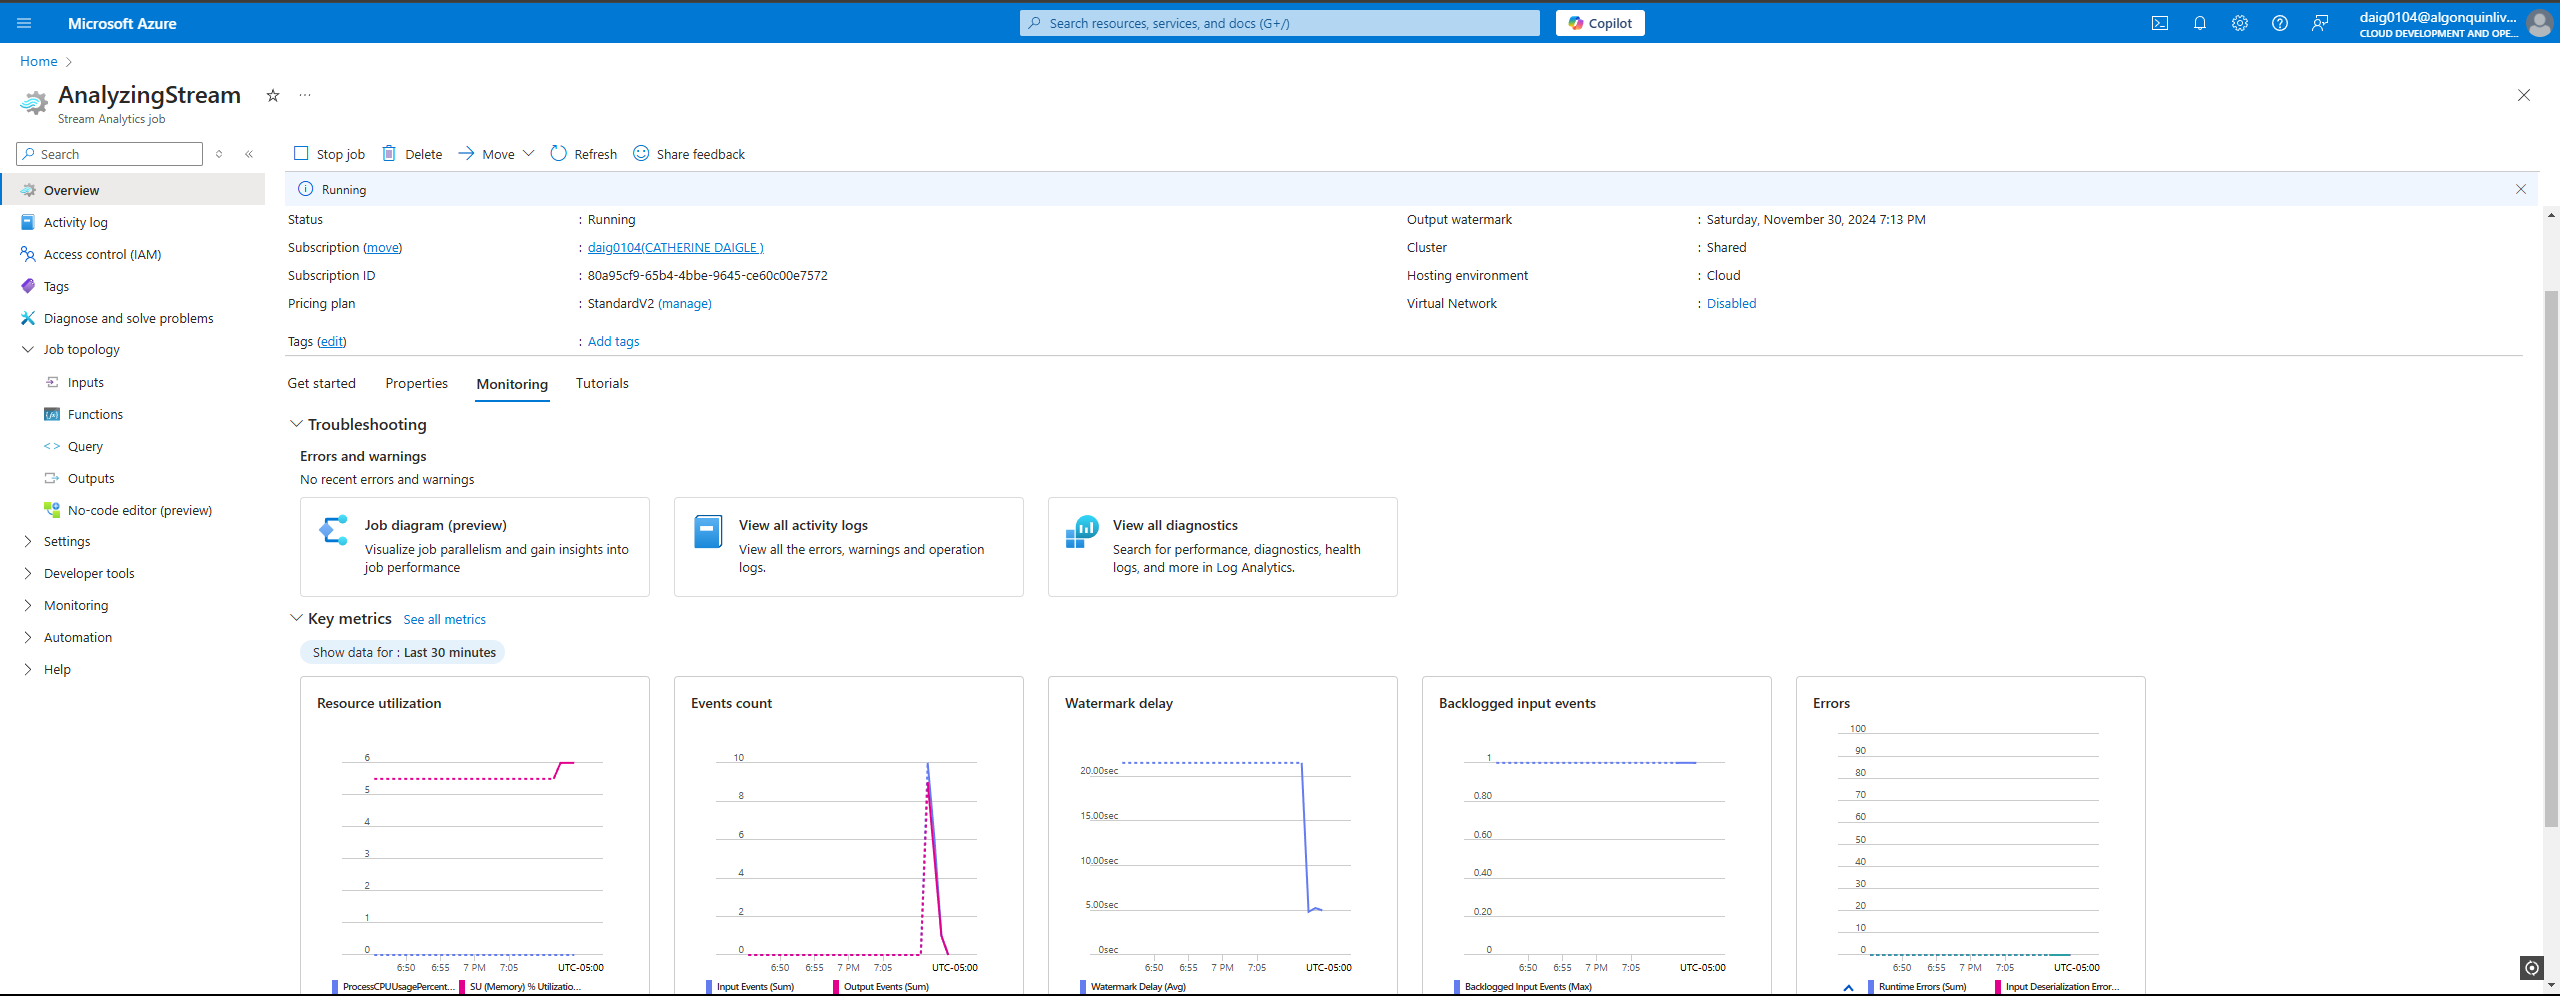 Microsoft Azure
Search resources, services, and docs (G+/)
Copilot
daig0104@algonquinliv...
CLOUD DEVELOPMENT AND OPE...
Home
AnalyzingStream
Stream Analytics job
Search
Stop job
Delete
Move
Refresh
Share feedback
Overview
Activity log
Access control (IAM)
Tags
Diagnose and solve problems
Job topology
Inputs
Functions
Query
Outputs
No-code editor (preview)
Settings
Developer tools
Monitoring
Automation
Help
Running
Status : Running
Subscription (move) : daig0104(CATHERINE DAIGLE )
Subscription ID : 80a95cf9-65b4-4bbe-9645-ce60c00e7572
Pricing plan : StandardV2 (manage)
Tags (edit) : Add tags
Output watermark : Saturday, November 30, 2024 7:13 PM
Cluster : Shared
Hosting environment : Cloud
Virtual Network : Disabled
Get started
Properties
Monitoring
Tutorials
Troubleshooting
Errors and warnings
No recent errors and warnings
Job diagram (preview)
Visualize job parallelism and gain insights into
job performance
View all activity logs
View all the errors, warnings and operation
logs.
View all diagnostics
Search for performance, diagnostics, health
logs, and more in Log Analytics.
Key metrics See all metrics
Show data for : Last 30 minutes
Resource utilization
6
5
4
3
2
1
0
6:50 6:55 7 PM 7:05 UTC-05:00
ProcessCPUUsagePercent... SU (Memory) % Utilizatio...
Events count
10
8
6
4
2
0
6:50 6:55 7 PM 7:05 UTC-05:00
Input Events (Sum) Output Events (Sum)
Watermark delay
20.00sec
15.00sec
10.00sec
5.00sec
0sec
6:50 6:55 7 PM 7:05 UTC-05:00
Watermark Delay (Avg)
Backlogged input events
1
0.80
0.60
0.40
0.20
0
6:50 6:55 7 PM 7:05 UTC-05:00
Backlogged Input Events (Max)
Errors
100
90
80
70
60
50
40
30
20
10
0
6:50 6:55 7 PM 7:05 UTC-05:00
Runtime Errors (Sum) Input Deserialization Error...